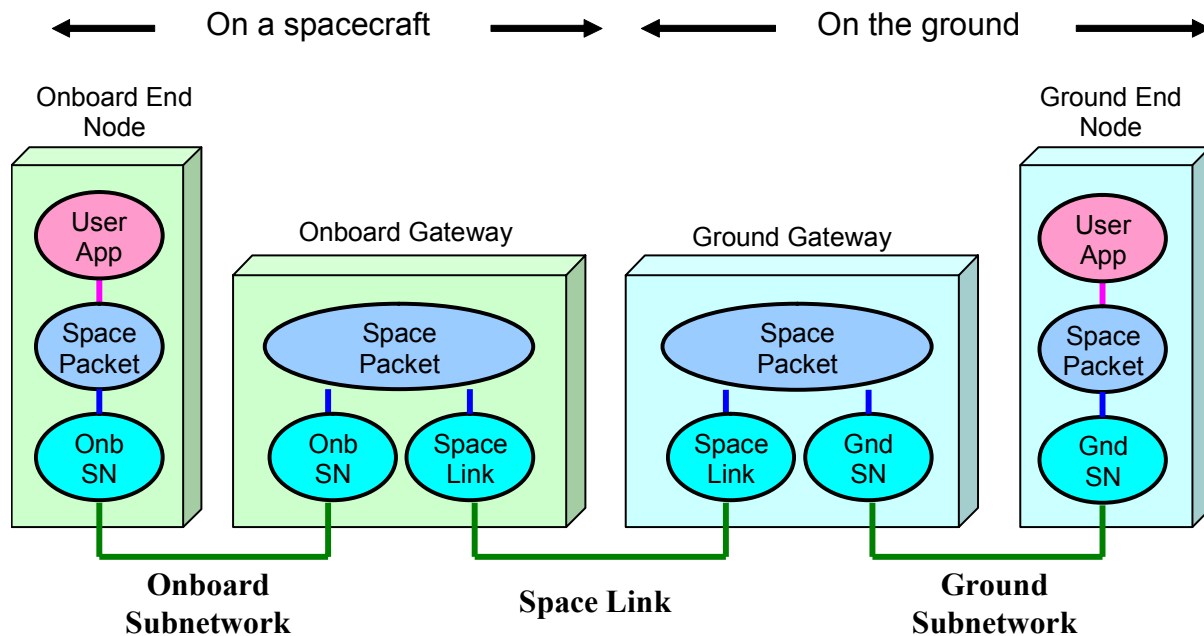 On a spacecraft
On the ground
Onboard End
Node
Ground End
Node
Onboard Gateway
Ground Gateway
User
App
Space
Packet
Onb
SN
Space
Packet
Onb
SN
Space
Link
Space
Packet
Space
Link
Gnd
SN
User
App
Space
Packet
Gnd
SN
Onboard
Subnetwork
Space Link
Ground
Subnetwork